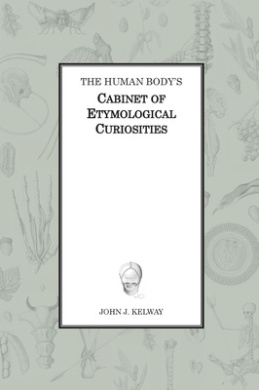 THE HUMAN BODY'S
CABINET OF
ETYMOLOGICAL
CURIOSITIES
JOHN J. KELWAY